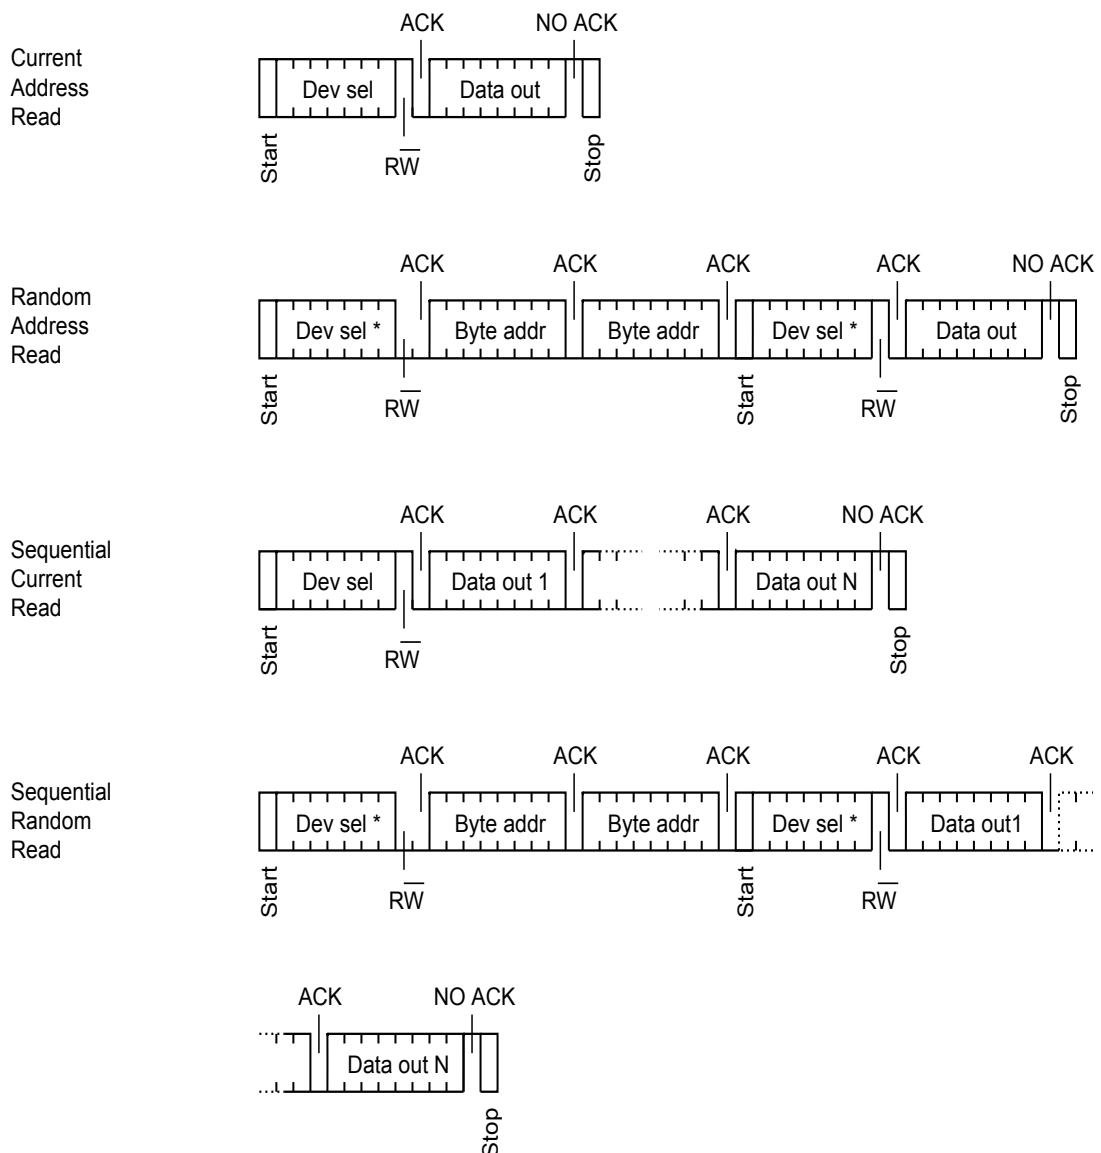 ACK NO ACK
Current
Address
Read
Dev sel Data out
Start RW Stop
ACK ACK ACK ACK NO ACK
Random
Address
Read
Dev sel * Byte addr Byte addr Dev sel * Data out
Start RW Start RW Stop
ACK ACK ACK NO ACK
Sequential
Current
Read
Dev sel Data out 1 Data out N
Start RW Stop
ACK ACK ACK ACK ACK
Sequential
Random
Read
Dev sel * Byte addr Byte addr Dev sel * Data out1
Start RW Start RW
ACK NO ACK
Data out N
Stop